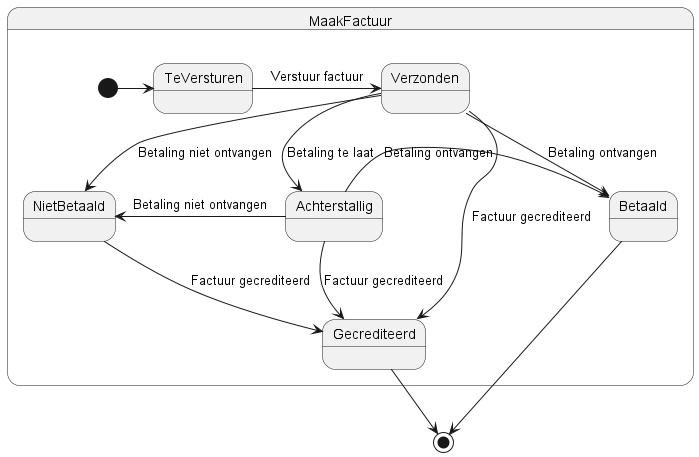 MaakFactuur
TeVersturen
Verstuur factuur
Verzonden
Betaling niet ontvangen
Betaling te laat
Betaling ontvangen
Betaling ontvangen
NietBetaald
Betaling niet ontvangen
Achterstallig
Betaald
Factuur gecrediteerd
Factuur gecrediteerd
Factuur gecrediteerd
Gecrediteerd